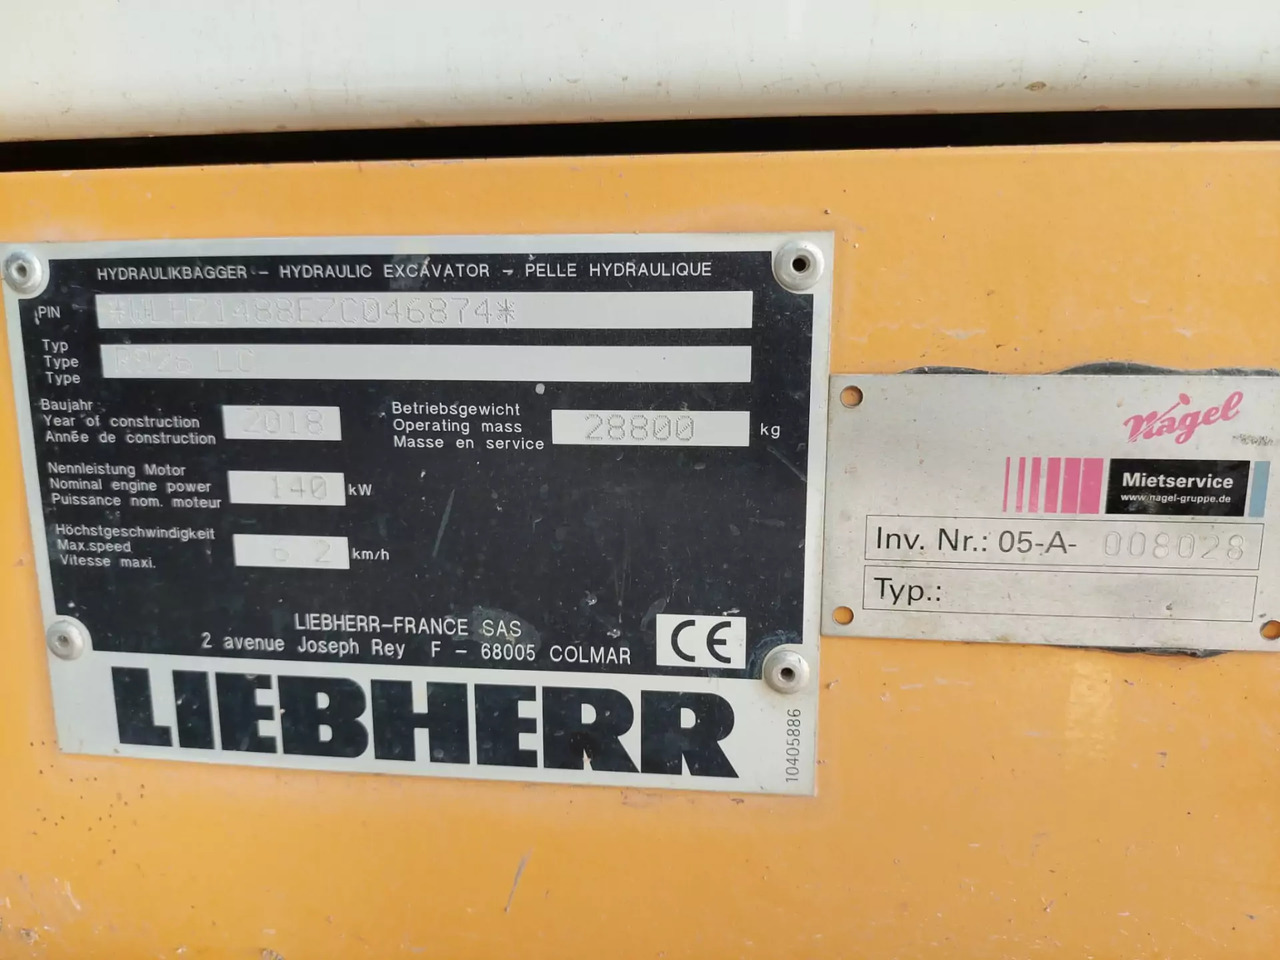 HYDRAULIKBAGGER - HYDRAULIC EXCAVATOR - PELLE HYDRAULIQUE
PIN *WLHZ1488EZC046874*
Typ
Type
Type
R926 LC
Baujahr
Year of construction
Année de construction
2018
Betriebsgewicht
Operating mass
Masse en service
28800 kg
Nennleistung Motor
Nominal engine power
Puissance nom. moteur
140 kW
Höchstgeschwindigkeit
Max.speed
Vitesse maxi.
6 2 km/h
LIEBHERR-FRANCE SAS
2 avenue Joseph Rey F - 68005 COLMAR
CE
LIEBHERR
10405886
Nagel
Mietservice
www.nagel-gruppe.de
Inv. Nr.: 05-A- 008028
Typ.: